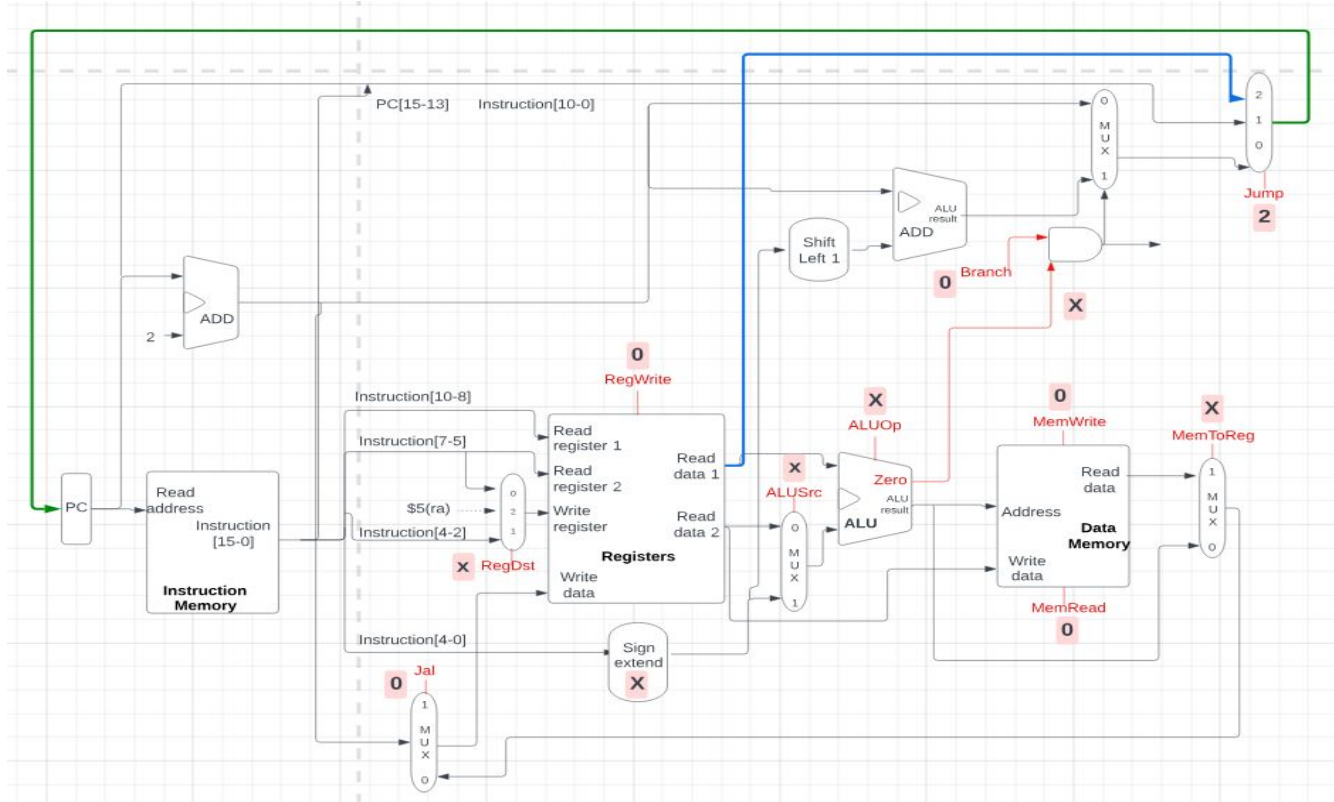 PC[15-13]
Instruction[10-0]
0
M
U
X
1
2
1
0
Jump
2
ALU
result
ADD
Shift
Left 1
Branch
0
X
ADD
2
0
RegWrite
Instruction[10-8]
Instruction[7-5]
$5(ra)
Instruction[4-2]
0
2
1
x
RegDst
Read
register 1
Read
register 2
Write
register
Write
data
Read
data 1
Read
data 2
Registers
X
ALUOp
Zero
ALU
result
ALU
x
ALUSrc
0
M
U
X
1
0
MemWrite
Read
data
Address
Data
Memory
Write
data
MemRead
0
X
MemToReg
1
M
U
X
0
PC
Read
address
Instruction
[15-0]
Instruction
Memory
Instruction[4-0]
Sign
extend
X
0
Jal
1
M
U
X
0